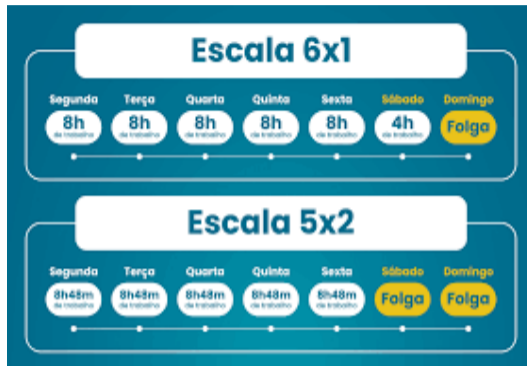 Escala 6x1
Segunda Terça Quarta Quinta Sexta Sábado Domingo
8h 8h 8h 8h 8h 4h Folga
de trabalho de trabalho de trabalho de trabalho de trabalho de trabalho
Escala 5x2
Segunda Terça Quarta Quinta Sexta Sábado Domingo
8h48m 8h48m 8h48m 8h48m 8h48m Folga Folga
de trabalho de trabalho de trabalho de trabalho de trabalho